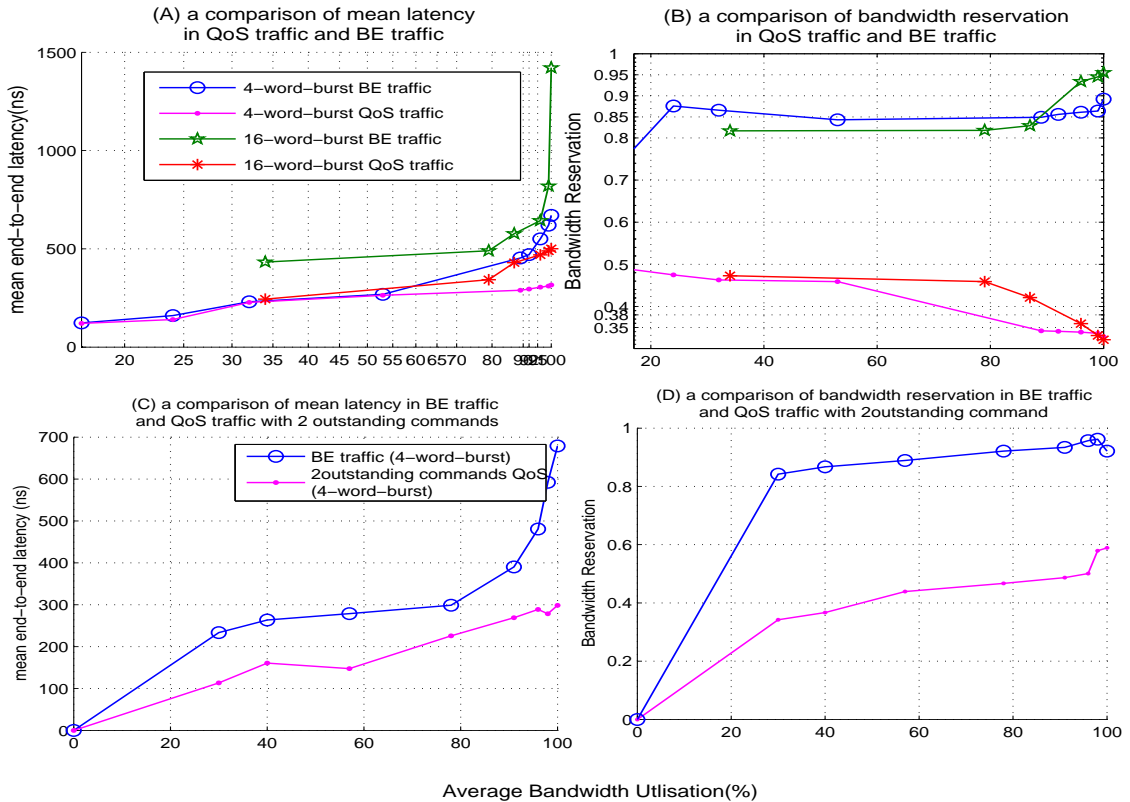 (A) a comparison of mean latency
in QoS traffic and BE traffic
1500
1000
500
0
mean end-to-end latency(ns)
4-word-burst BE traffic
4-word-burst QoS traffic
16-word-burst BE traffic
16-word-burst QoS traffic
20 25 30 35 40 45 50 55 60 65 70 80 90 95 100
(B) a comparison of bandwidth reservation
in QoS traffic and BE traffic
1
0.95
0.9
0.85
0.8
0.7
0.6
0.5
0.4
0.38
0.35
Bandwidth Reservation
20 40 60 80 100
(C) a comparison of mean latency in BE traffic
and QoS traffic with 2 outstanding commands
700
600
500
400
300
200
100
0
mean end-to-end latency (ns)
BE traffic (4-word-burst)
2outstanding commands QoS
(4-word-burst)
0 20 40 60 80 100
(D) a comparison of bandwidth reservation in BE traffic
and QoS traffic with 2outstanding command
1
0.8
0.6
0.4
0.2
0
Bandwidth Reservation
0 20 40 60 80 100
Average Bandwidth Utlisation(%)